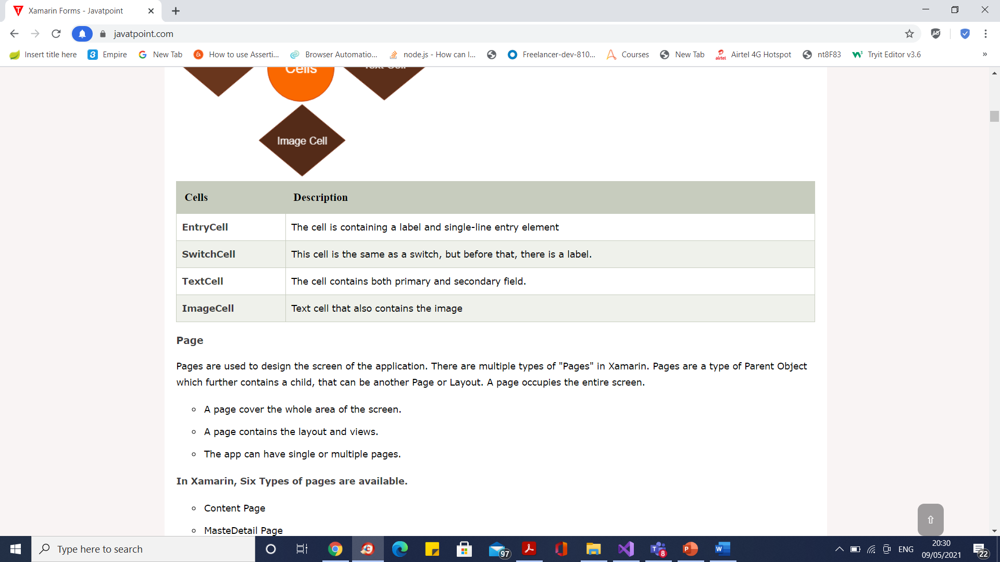 Xamarin Forms - Javatpoint
javatpoint.com
Insert title here
Empire
New Tab
How to use Asserti...
Browser Automatio...
node.js - How can I...
Freelancer-dev-810...
Courses
New Tab
Airtel 4G Hotspot
nt8F83
Tryit Editor v3.6
»
Cells
Text Cell
Image Cell
Cells Description
EntryCell The cell is containing a label and single-line entry element
SwitchCell This cell is the same as a switch, but before that, there is a label.
TextCell The cell contains both primary and secondary field.
ImageCell Text cell that also contains the image
Page
Pages are used to design the screen of the application. There are multiple types of "Pages" in Xamarin. Pages are a type of Parent Object
which further contains a child, that can be another Page or Layout. A page occupies the entire screen.
A page cover the whole area of the screen.
A page contains the layout and views.
The app can have single or multiple pages.
In Xamarin, Six Types of pages are available.
Content Page
MasteDetail Page
Type here to search
97
8
ENG
20:30
09/05/2021
22